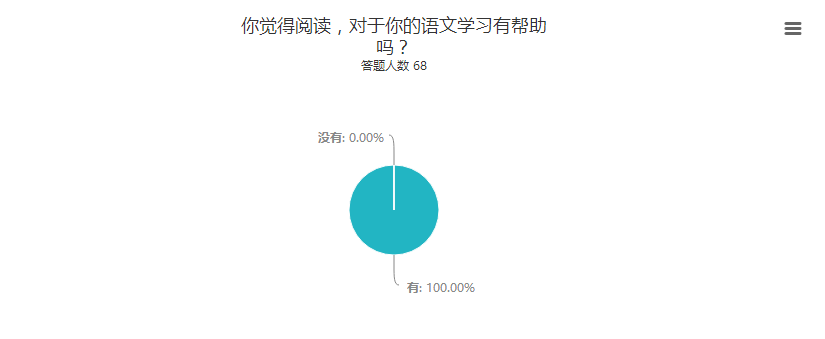 你觉得阅读，对于你的语文学习有帮助
吗？
答题人数 68
没有: 0.00%
有: 100.00%